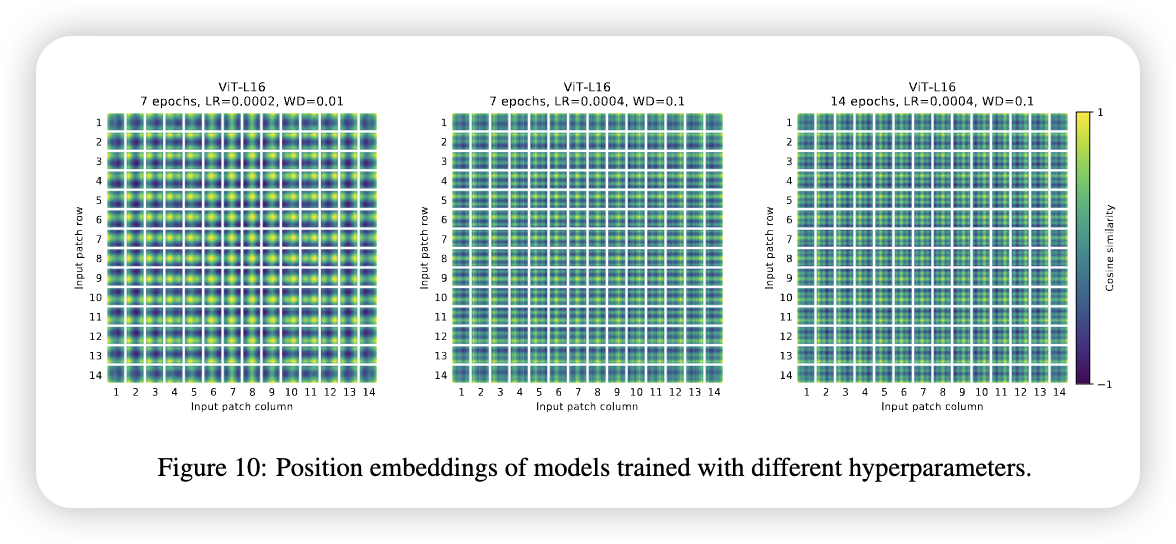 ViT-L16
7 epochs, LR=0.0002, WD=0.01
1
2
3
4
5
6
7
8
9
10
11
12
13
14
Input patch row
1 2 3 4 5 6 7 8 9 10 11 12 13 14
Input patch column
ViT-L16
7 epochs, LR=0.0004, WD=0.1
1
2
3
4
5
6
7
8
9
10
11
12
13
14
Input patch row
1 2 3 4 5 6 7 8 9 10 11 12 13 14
Input patch column
ViT-L16
14 epochs, LR=0.0004, WD=0.1
1
2
3
4
5
6
7
8
9
10
11
12
13
14
Input patch row
1 2 3 4 5 6 7 8 9 10 11 12 13 14
Input patch column
1
−1
Cosine similarity
Figure 10: Position embeddings of models trained with different hyperparameters.